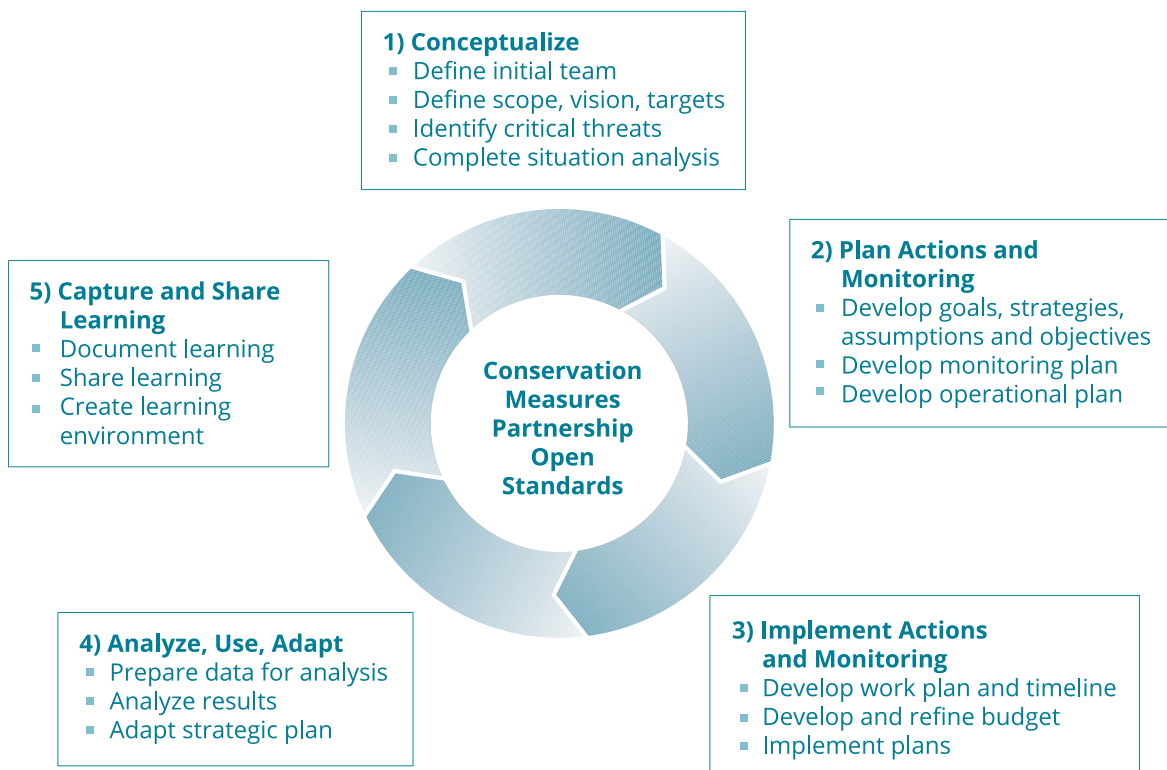 1) Conceptualize
▪ Define initial team
▪ Define scope, vision, targets
▪ Identify critical threats
▪ Complete situation analysis
2) Plan Actions and
Monitoring
▪ Develop goals, strategies,
assumptions and objectives
▪ Develop monitoring plan
▪ Develop operational plan
3) Implement Actions
and Monitoring
▪ Develop work plan and timeline
▪ Develop and refine budget
▪ Implement plans
4) Analyze, Use, Adapt
▪ Prepare data for analysis
▪ Analyze results
▪ Adapt strategic plan
5) Capture and Share
Learning
▪ Document learning
▪ Share learning
▪ Create learning
environment
Conservation
Measures
Partnership
Open
Standards